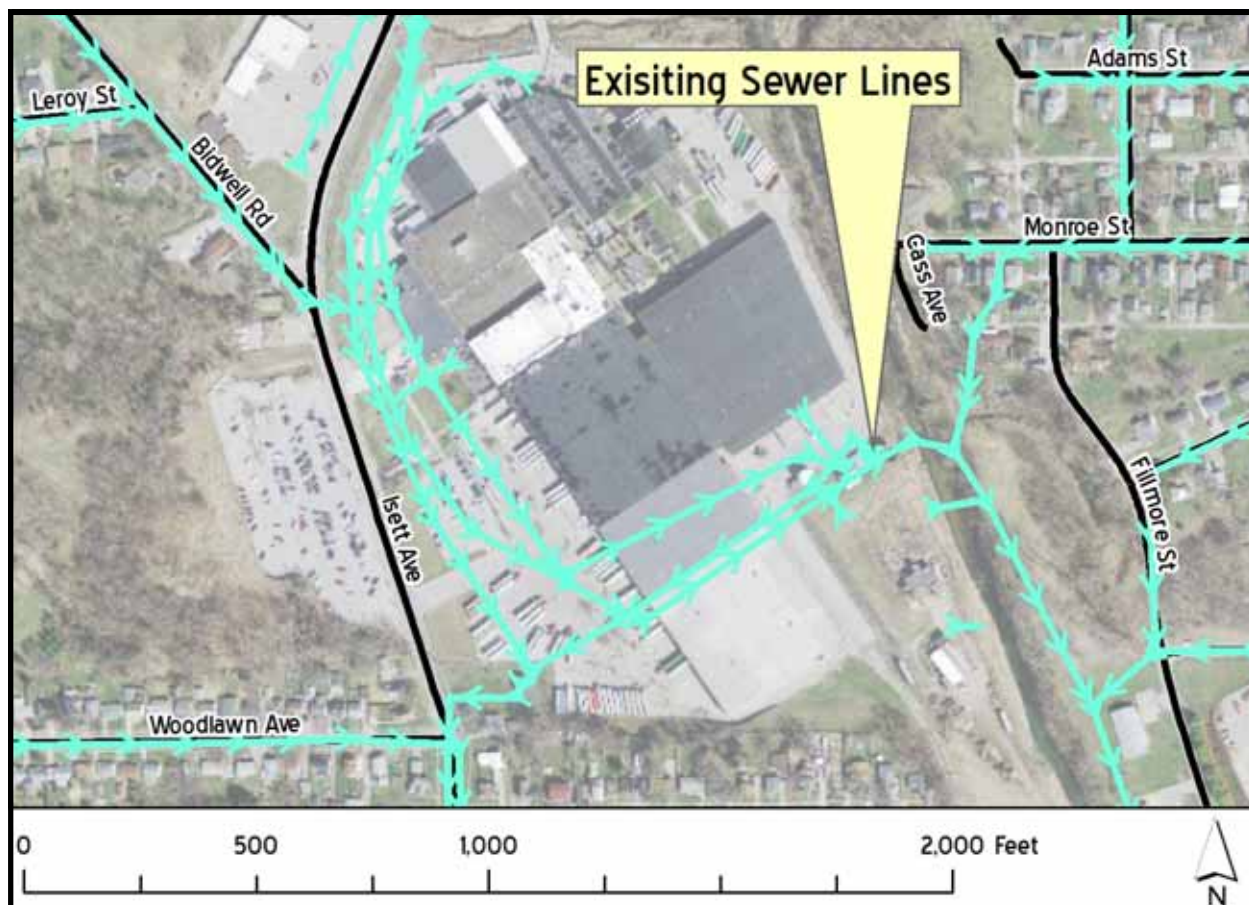 Exisiting Sewer Lines
Adams St
Leroy St
Bidwell Rd
Monroe St
Cass Ave
Isett Ave
Fillmore St
Woodlawn Ave
0 500 1,000 2,000 Feet
N